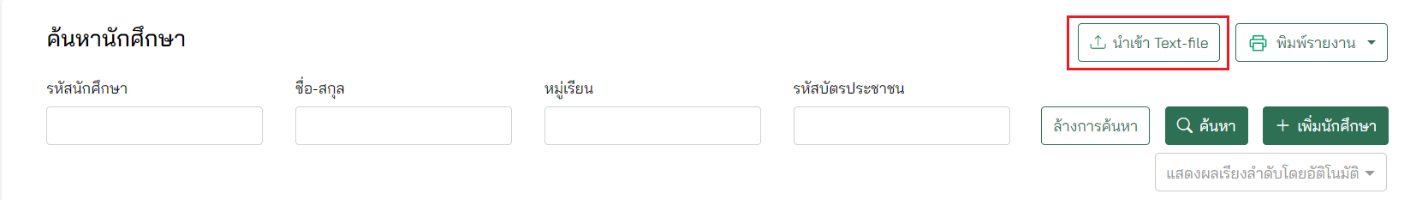 ค้นหานักศึกษา
นำเข้า Text-file
พิมพ์รายงาน
รหัสนักศึกษา
ชื่อ-สกุล
หมู่เรียน
รหัสบัตรประชาชน
ล้างการค้นหา
ค้นหา
+ เพิ่มนักศึกษา
แสดงผลเรียงลำดับโดยอัติโนมัติ